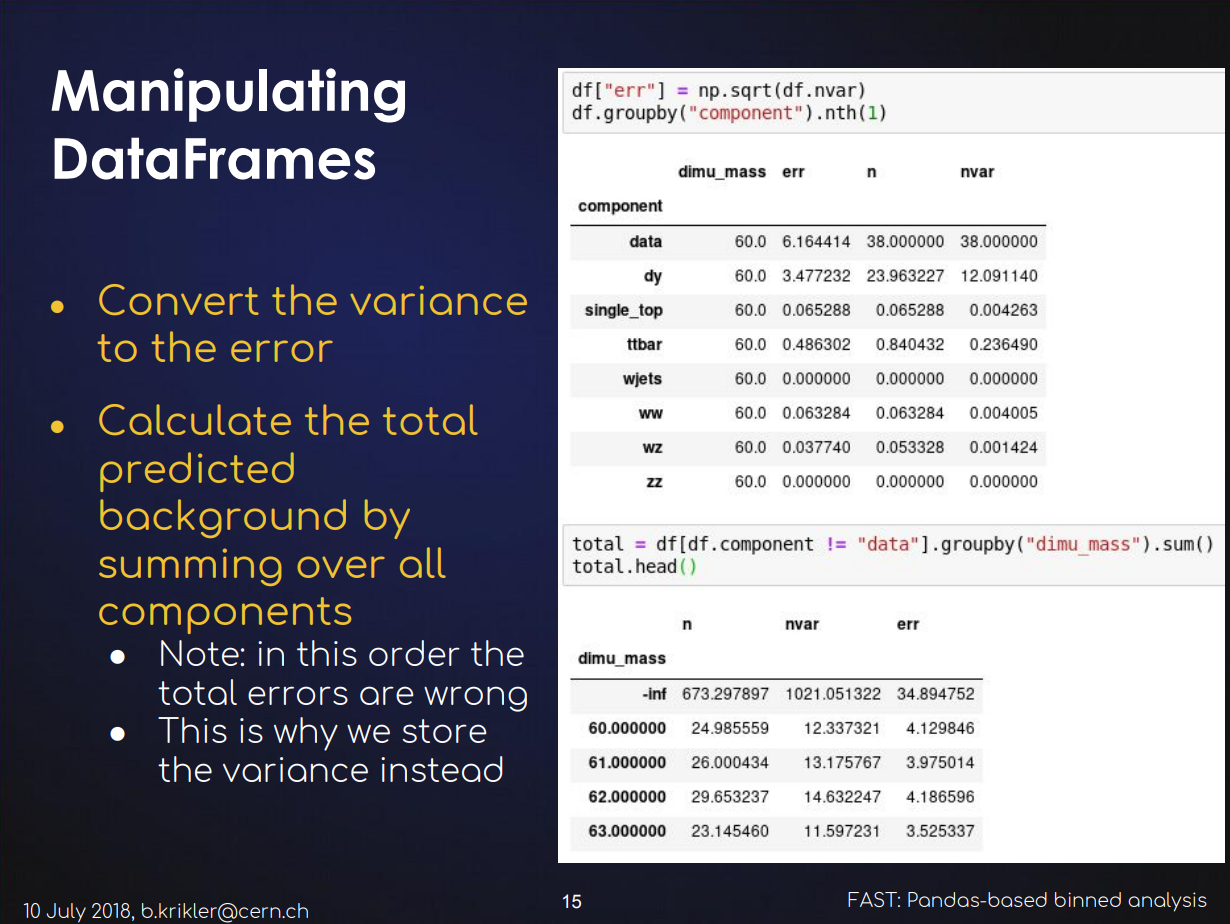 Manipulating
DataFrames
● Convert the variance
to the error
● Calculate the total
predicted
background by
summing over all
components
● Note: in this order the
total errors are wrong
● This is why we store
the variance instead
df["err"] = np.sqrt(df.nvar)
df.groupby("component").nth(1)
dimu_mass err n nvar
component
data 60.0 6.164414 38.000000 38.000000
dy 60.0 3.477232 23.963227 12.091140
single_top 60.0 0.065288 0.065288 0.004263
ttbar 60.0 0.486302 0.840432 0.236490
wjets 60.0 0.000000 0.000000 0.000000
ww 60.0 0.063284 0.063284 0.004005
wz 60.0 0.037740 0.053328 0.001424
zz 60.0 0.000000 0.000000 0.000000
total = df[df.component != "data"].groupby("dimu_mass").sum()
total.head()
n nvar err
dimu_mass
-inf 673.297897 1021.051322 34.894752
60.000000 24.985559 12.337321 4.129846
61.000000 26.000434 13.175767 3.975014
62.000000 29.653237 14.632247 4.186596
63.000000 23.145460 11.597231 3.525337
10 July 2018, b.krikler@cern.ch
15
FAST: Pandas-based binned analysis